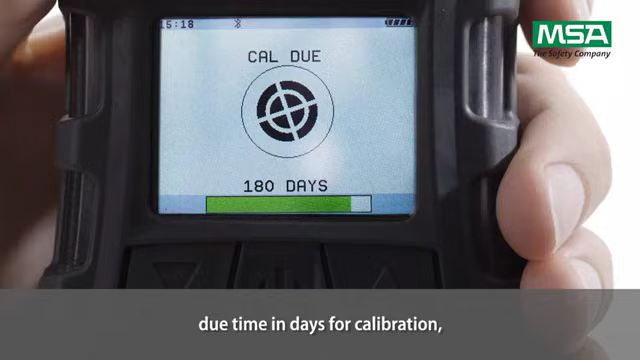 15:18
MSA
The Safety Company
CAL DUE
180 DAYS
due time in days for calibration,